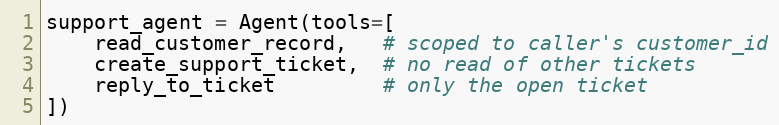 1 support_agent = Agent(tools=[
2     read_customer_record,   # scoped to caller's customer_id
3     create_support_ticket,  # no read of other tickets
4     reply_to_ticket         # only the open ticket
5 ])